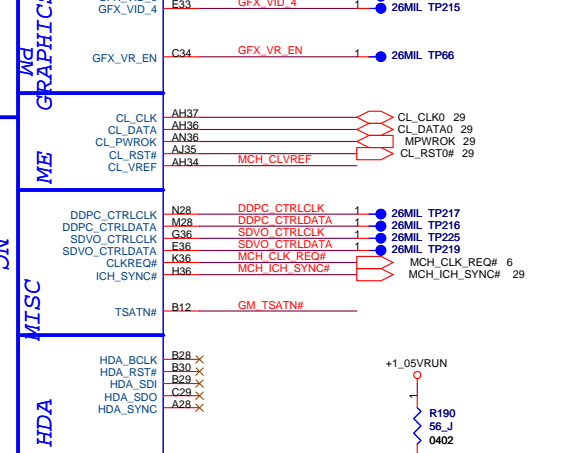 GFX_VID_4 E33 GFX_VID_4 1 26MIL TP215
GFX_VR_EN C34 GFX_VR_EN 1 26MIL TP66
GRAPHICS
PM
CL_CLK AH37 CL_CLK0 29
CL_DATA AH36 CL_DATA0 29
CL_PWROK AN36 MPWROK 29
CL_RST# AJ35 CL_RST0# 29
CL_VREF AH34 MCH_CLVREF
ME
DDPC_CTRLCLK N28 DDPC_CTRLCLK 1 26MIL TP217
DDPC_CTRLDATA M28 DDPC_CTRLDATA 1 26MIL TP216
SDVO_CTRLCLK G36 SDVO_CTRLCLK 1 26MIL TP225
SDVO_CTRLDATA E36 SDVO_CTRLDATA 1 26MIL TP219
CLKREQ# K36 MCH_CLK_REQ# MCH_CLK_REQ# 6
ICH_SYNC# H36 MCH_ICH_SYNC# MCH_ICH_SYNC# 29
NC
TSATN# B12 GM_TSATN#
MISC
HDA_BCLK B28
HDA_RST# B30
HDA_SDI B29
HDA_SDO C29
HDA_SYNC A28
HDA
+1_05VRUN
1
R190
56_J
0402